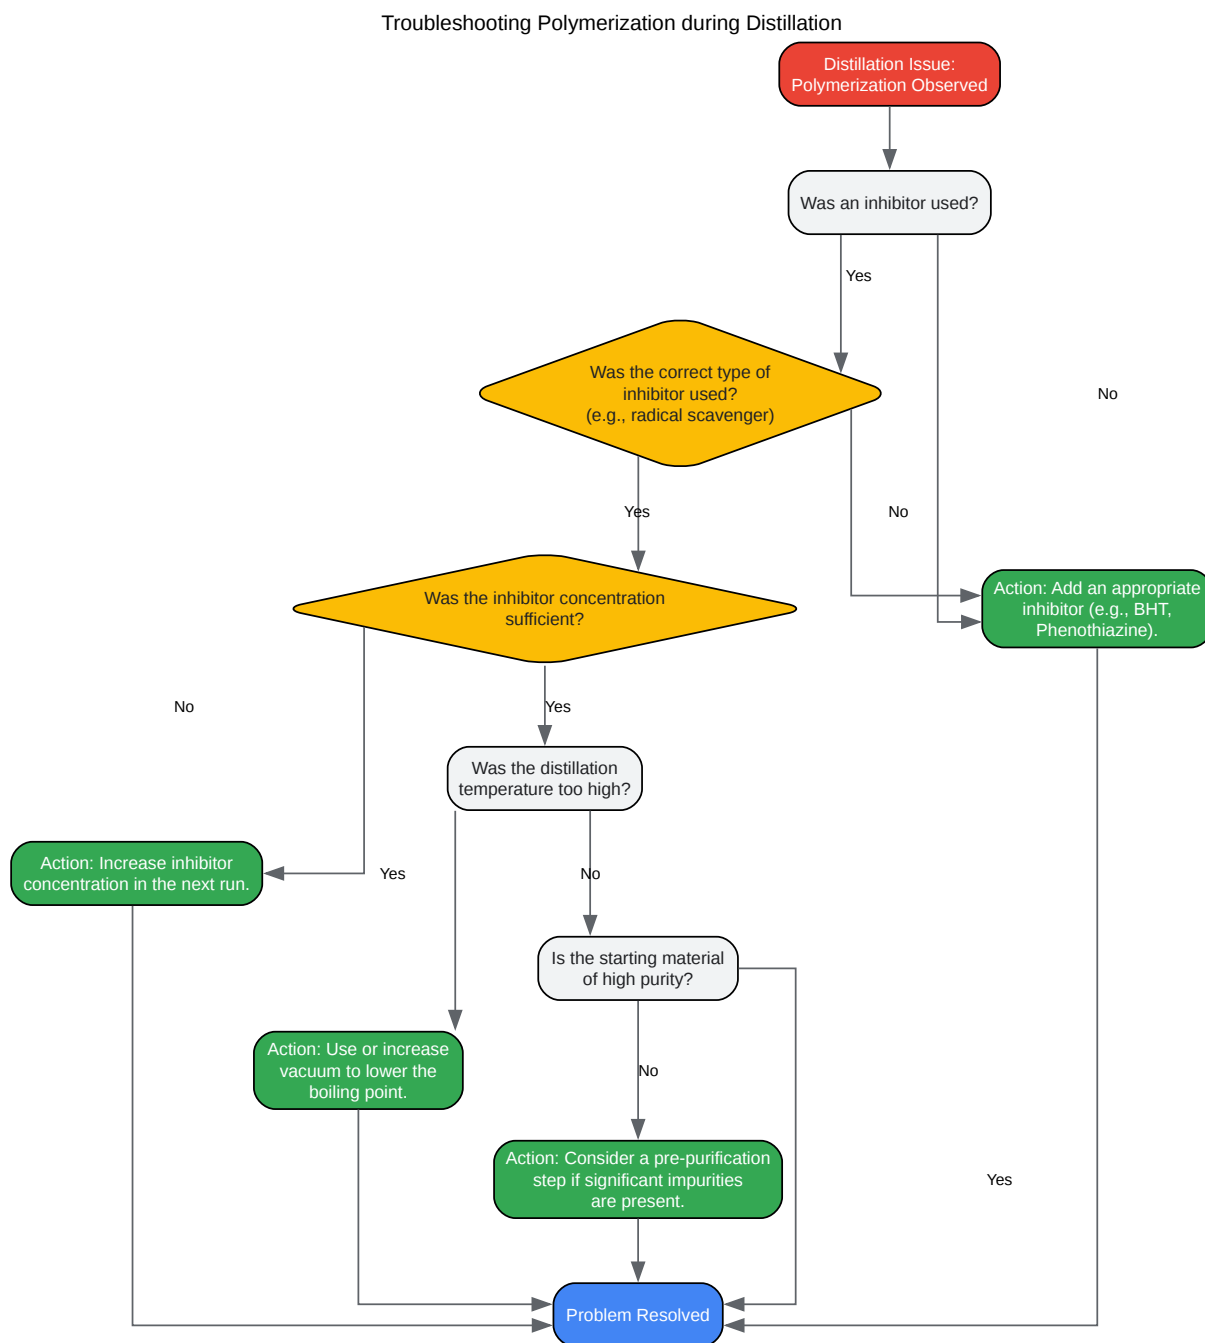 Troubleshooting Polymerization during Distillation
Distillation Issue:
Polymerization Observed
Was an inhibitor used?
Yes
No
Was the correct type of
inhibitor used?
(e.g., radical scavenger)
Yes
No
Was the inhibitor concentration
sufficient?
Action: Add an appropriate
inhibitor (e.g., BHT,
Phenothiazine).
No
Yes
Was the distillation
temperature too high?
Action: Increase inhibitor
concentration in the next run.
Yes
No
Is the starting material
of high purity?
Action: Use or increase
vacuum to lower the
boiling point.
No
Action: Consider a pre-purification
step if significant impurities
are present.
Yes
Problem Resolved